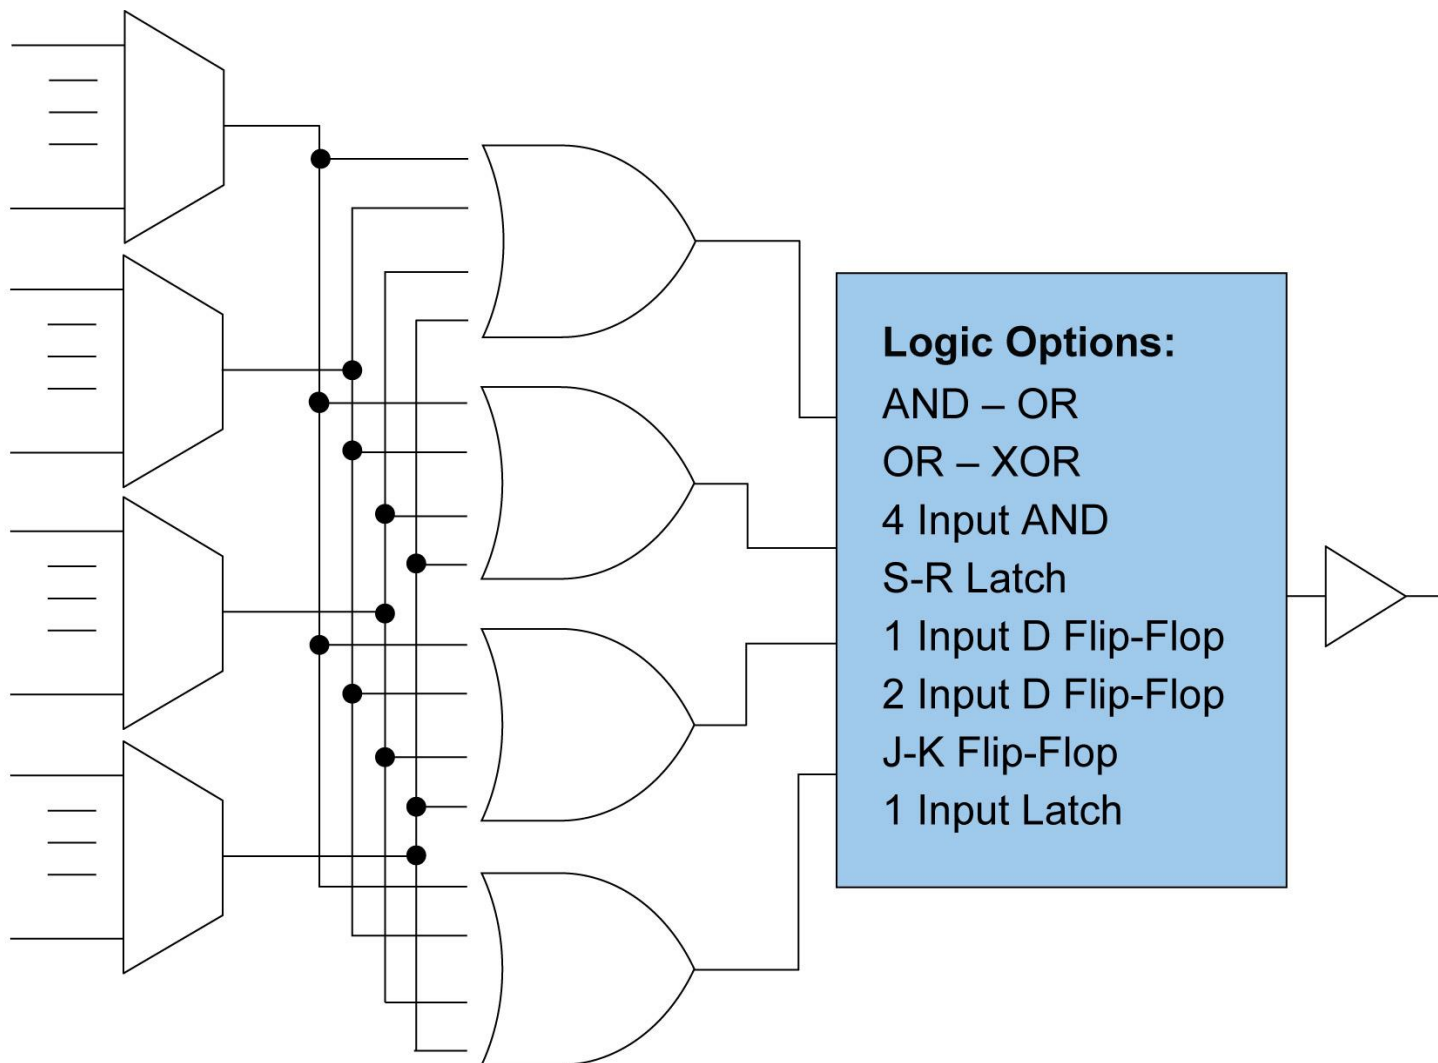 Logic Options:
AND – OR
OR – XOR
4 Input AND
S-R Latch
1 Input D Flip-Flop
2 Input D Flip-Flop
J-K Flip-Flop
1 Input Latch